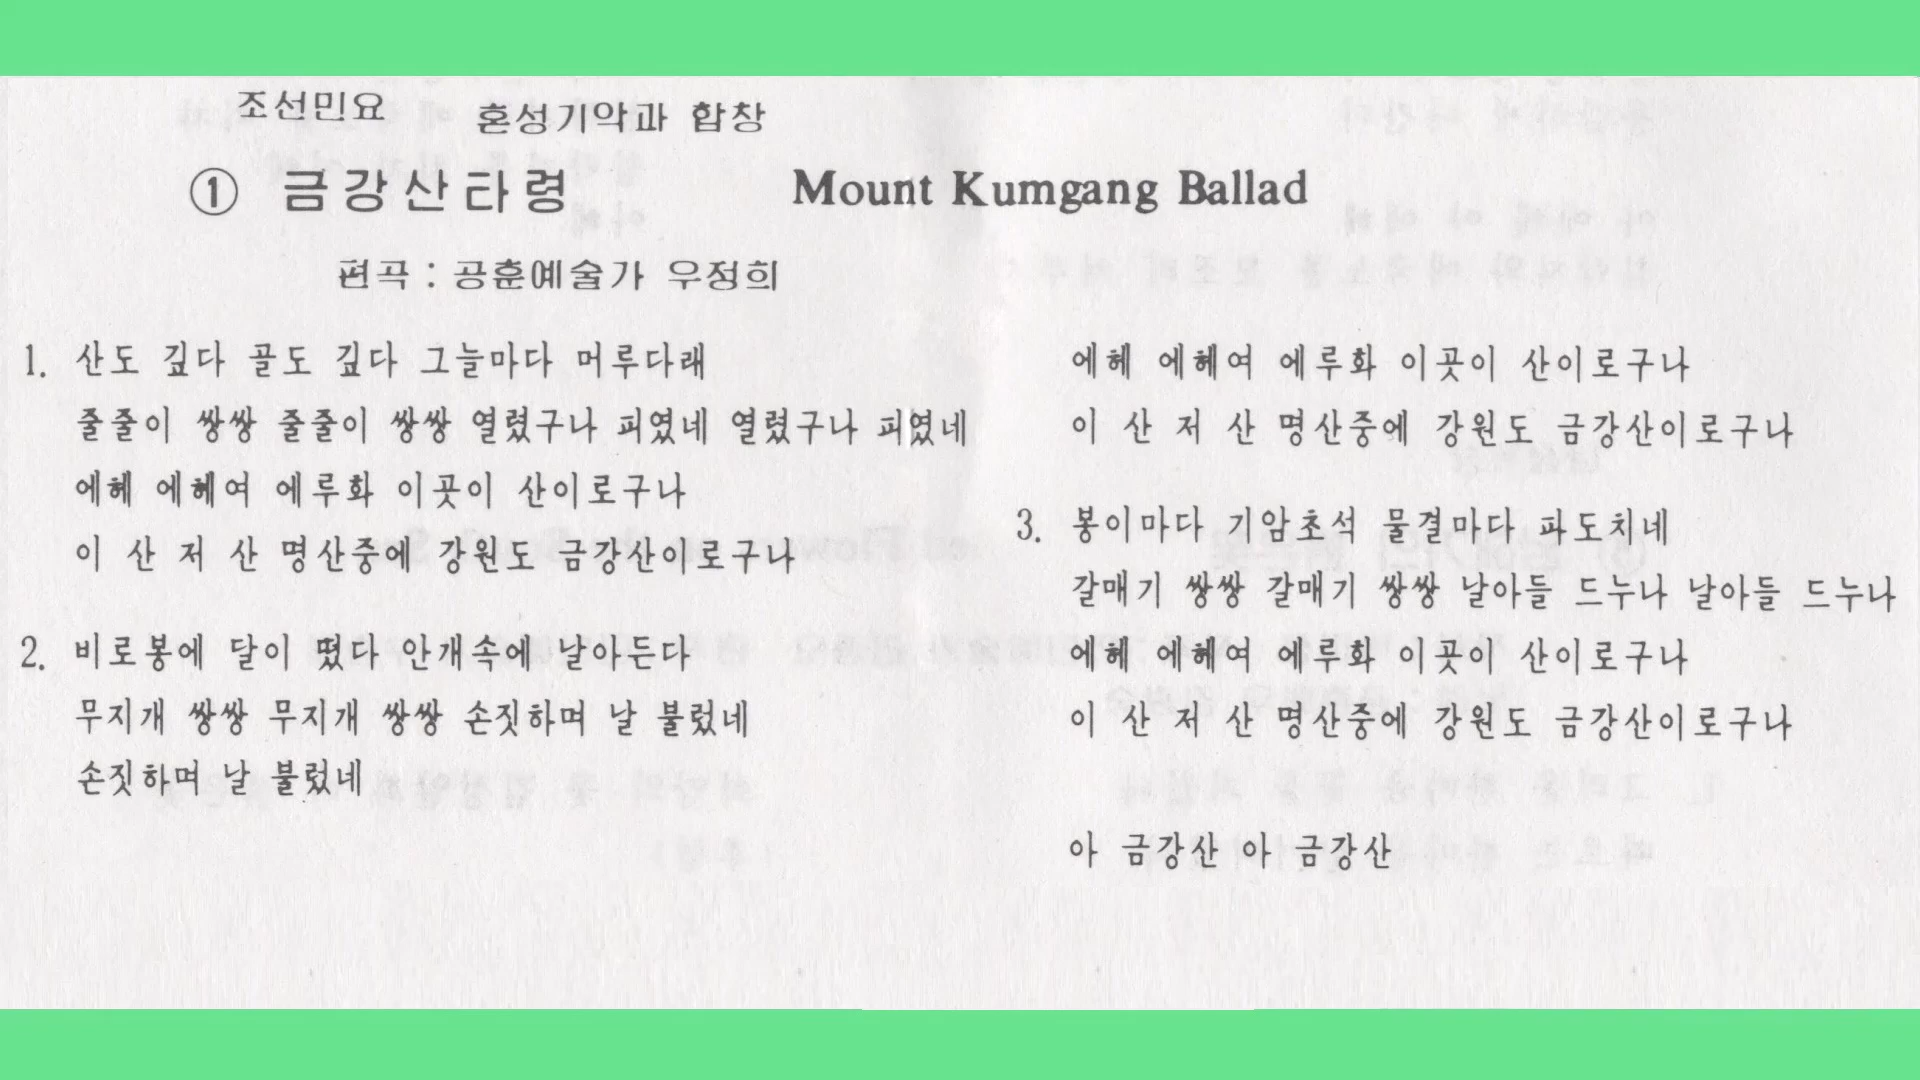 조선민요
혼성기악과 합창
① 금강산타령 Mount Kumgang Ballad
편곡 : 공훈예술가 우정희
1. 산도 깊다 골도 깊다 그늘마다 머루다래
줄줄이 쌍쌍 줄줄이 쌍쌍 열렸구나 피였네 열렸구나 피였네
에헤 에헤여 에루화 이곳이 산이로구나
이 산 저 산 명산중에 강원도 금강산이로구나
2. 비로봉에 달이 떴다 안개속에 날아든다
무지개 쌍쌍 무지개 쌍쌍 손짓하며 날 불렀네
손짓하며 날 불렀네
에헤 에헤여 에루화 이곳이 산이로구나
이 산 저 산 명산중에 강원도 금강산이로구나
3. 봉이마다 기암초석 물결마다 파도치네
갈매기 쌍쌍 갈매기 쌍쌍 날아들 드누나 날아들 드누나
에헤 에헤여 에루화 이곳이 산이로구나
이 산 저 산 명산중에 강원도 금강산이로구나
아 금강산 아 금강산